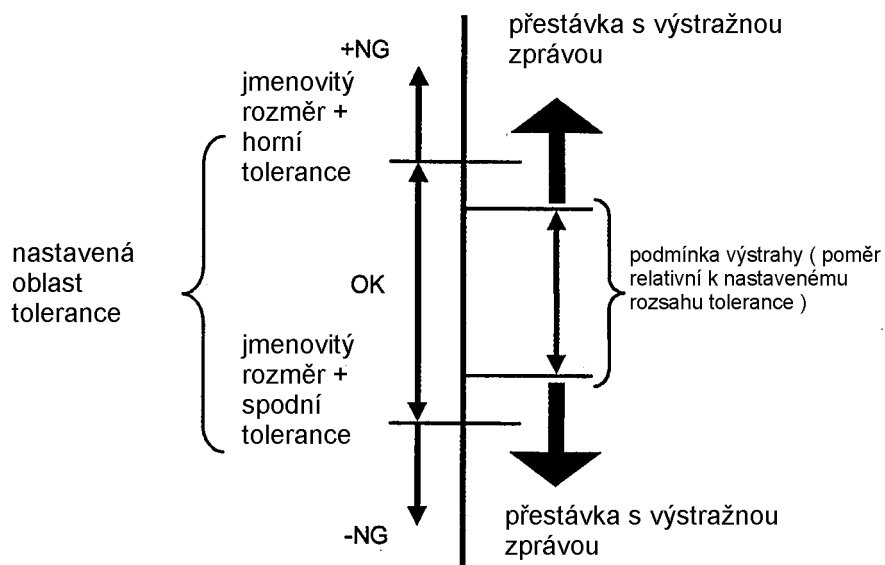 přestávka s výstražnou
zprávou
+NG
jmenovitý
rozměr +
horní
tolerance
nastavená
oblast
tolerance
OK
podmínka výstrahy ( poměr
relativní k nastavenému
rozsahu tolerance )
jmenovitý
rozměr +
spodní
tolerance
-NG
přestávka s výstražnou
zprávou